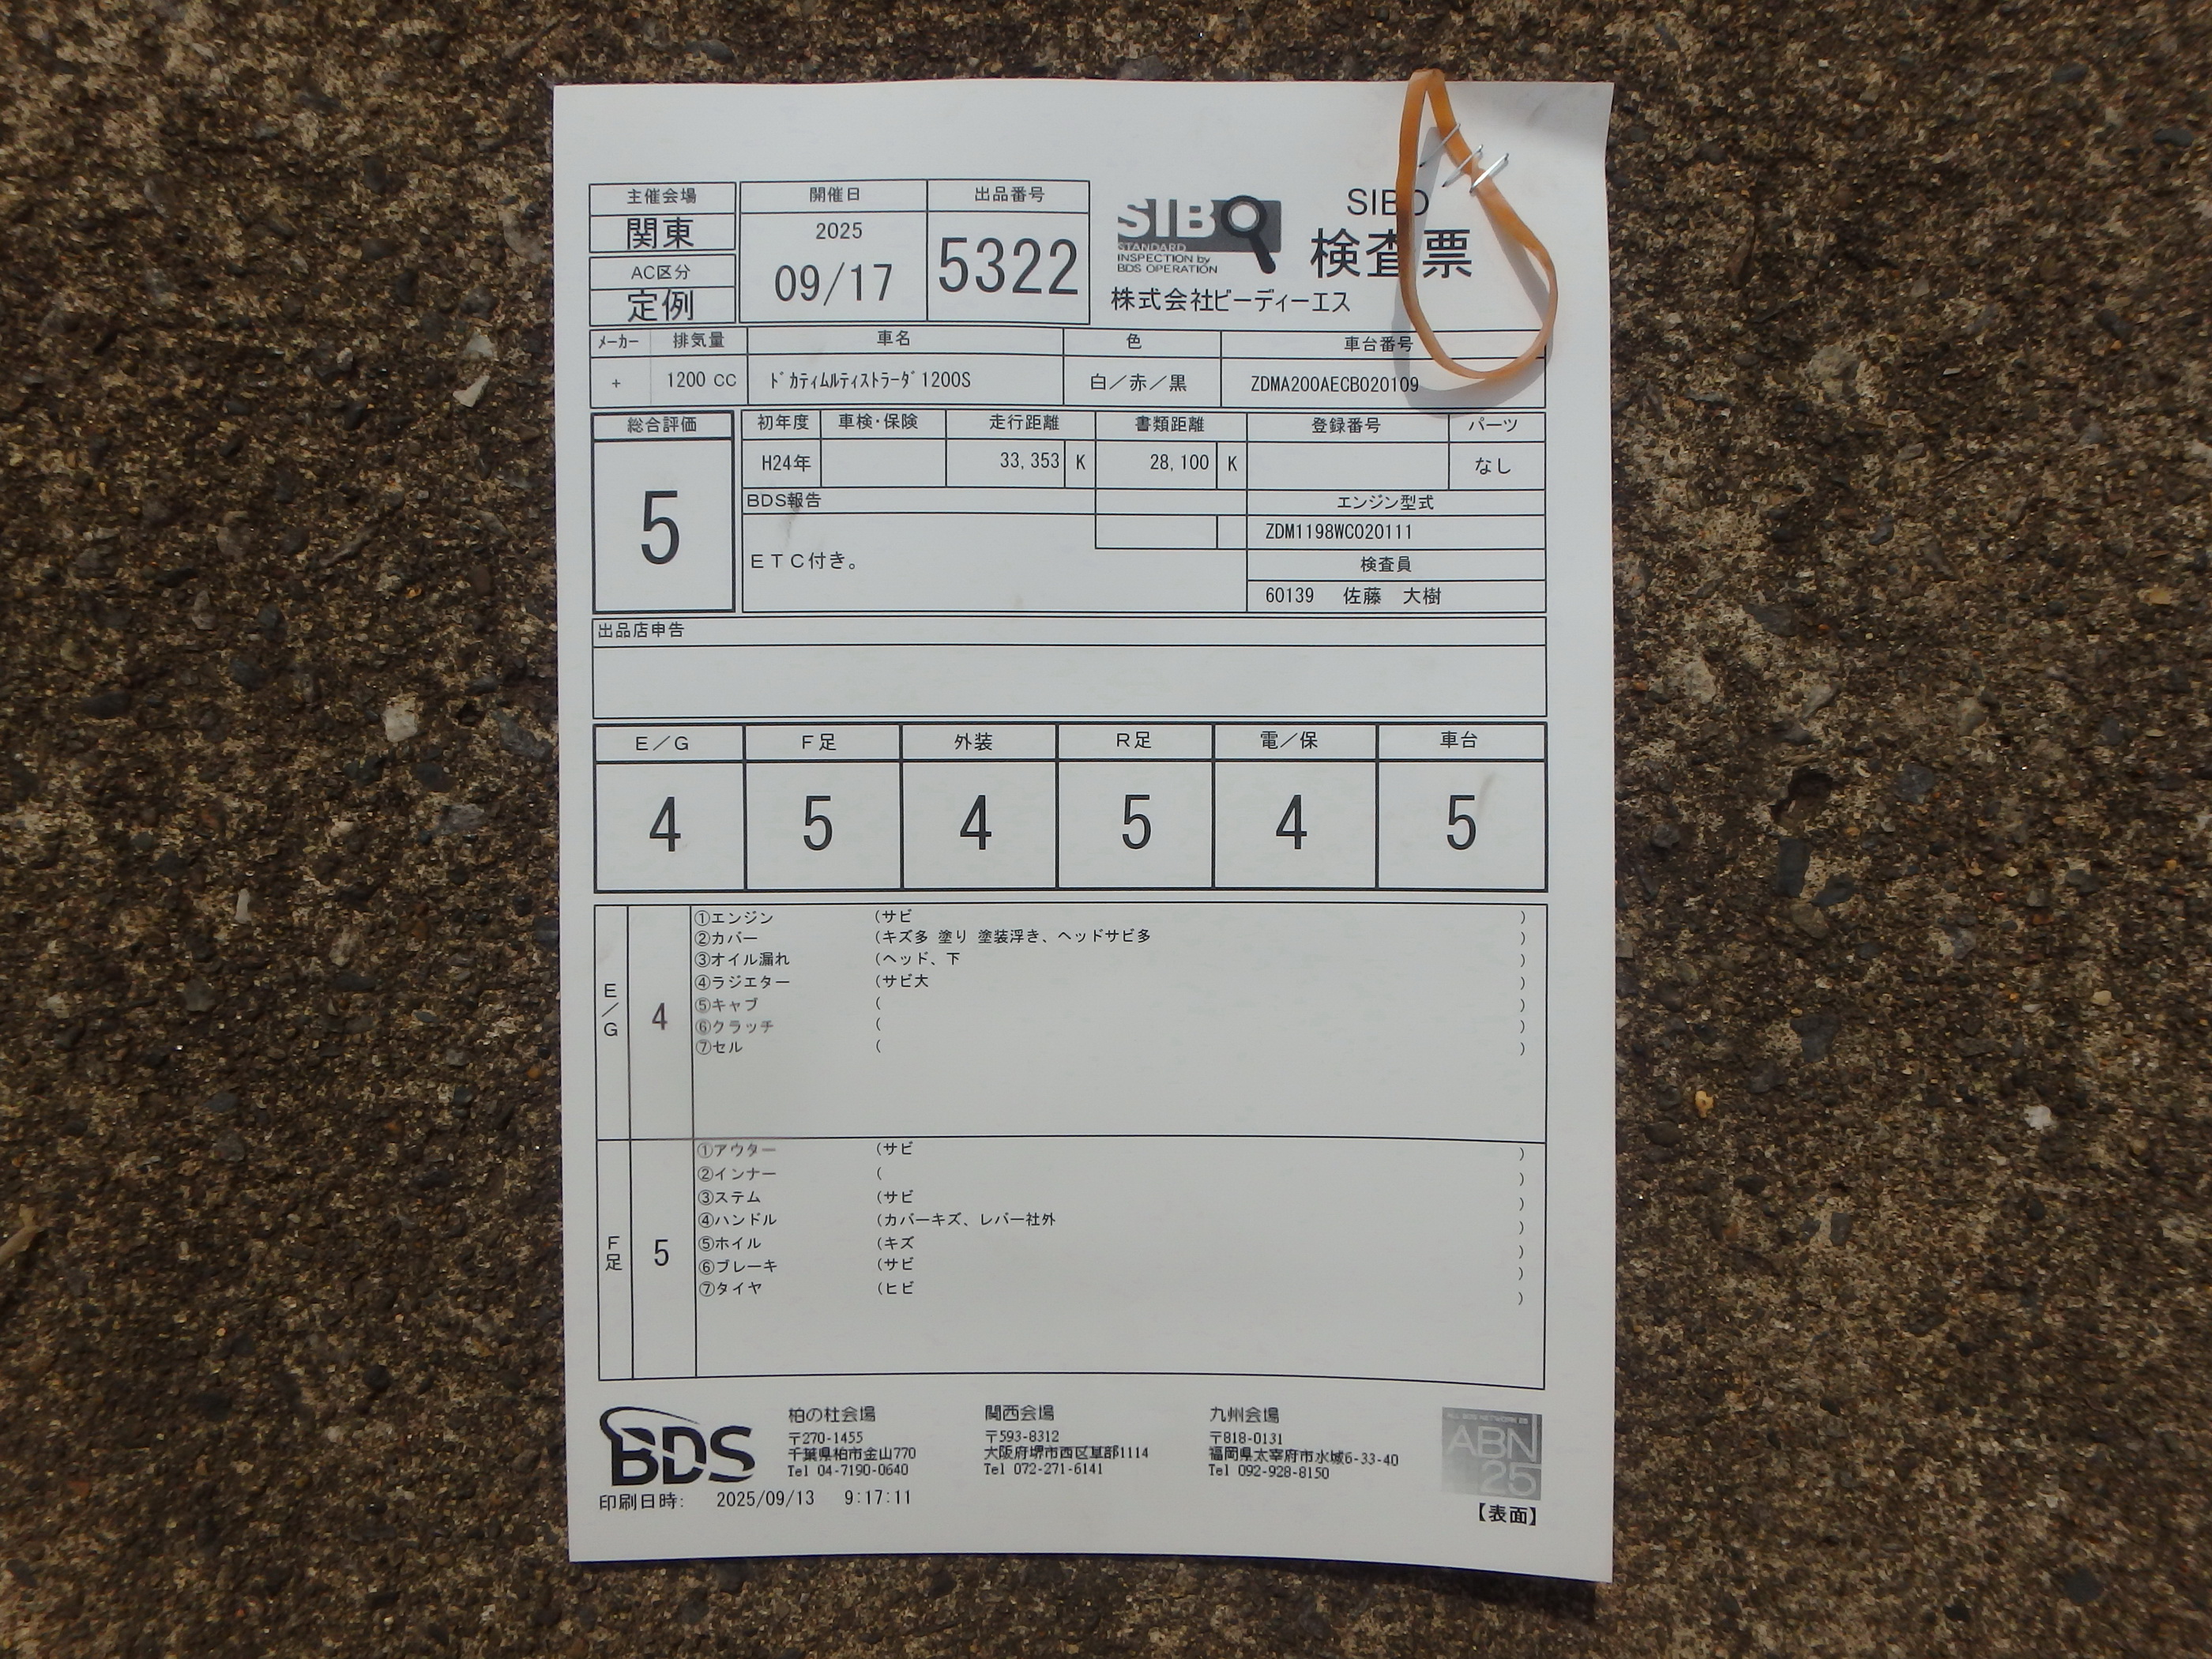 主催会場 開催日 出品番号
関東 2025 09/17 5322
AC区分
定例
SIBO
STANDARD
INSPECTION by
BDS OPERATION
SIBO
検査票
株式会社ビーディーエス
メーカー 排気量 車名 色 車台番号
+ 1200 CC ドカティムルティストラーダ1200S 白/赤/黒 ZDMA200AECB020109
総合評価 初年度 車検・保険 走行距離 書類距離 登録番号 パーツ
5 H24年 33,353 K 28,100 K なし
BDS報告 エンジン型式
ZDM1198WC020111
ETC付き。 検査員
60139 佐藤 大樹
出品店申告
E/G F足 外装 R足 電/保 車台
4 5 4 5 4 5
E/G 4
①エンジン (サビ )
②カバー (キズ多 塗り 塗装浮き、ヘッドサビ多 )
③オイル漏れ (ヘッド、下 )
④ラジエター (サビ大 )
⑤キャブ ( )
⑥クラッチ ( )
⑦セル ( )
F足 5
①アウター (サビ )
②インナー ( )
③ステム (サビ )
④ハンドル (カバーキズ、レバー社外 )
⑤ホイル (キズ )
⑥ブレーキ (サビ )
⑦タイヤ (ヒビ )
BDS
柏の杜会場 関西会場 九州会場
〒270-1455 〒593-8312 〒818-0131
千葉県柏市金山770 大阪府堺市西区草部1114 福岡県太宰府市水城6-33-40
Tel 04-7190-0640 Tel 072-271-6141 Tel 092-928-8150
ABN
25
印刷日時: 2025/09/13 9:17:11
【表面】